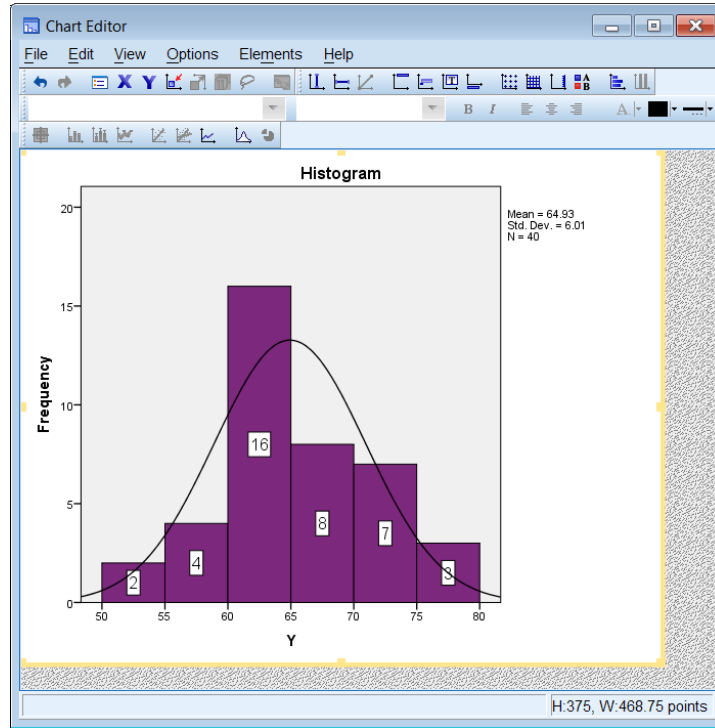 Chart Editor
File Edit View Options Elements Help
X Y
B I A
Histogram
Mean = 64.93
Std. Dev. = 6.01
N = 40
Frequency
20
15
10
5
0
2
4
16
8
7
3
50 55 60 65 70 75 80
Y
H:375, W:468.75 points